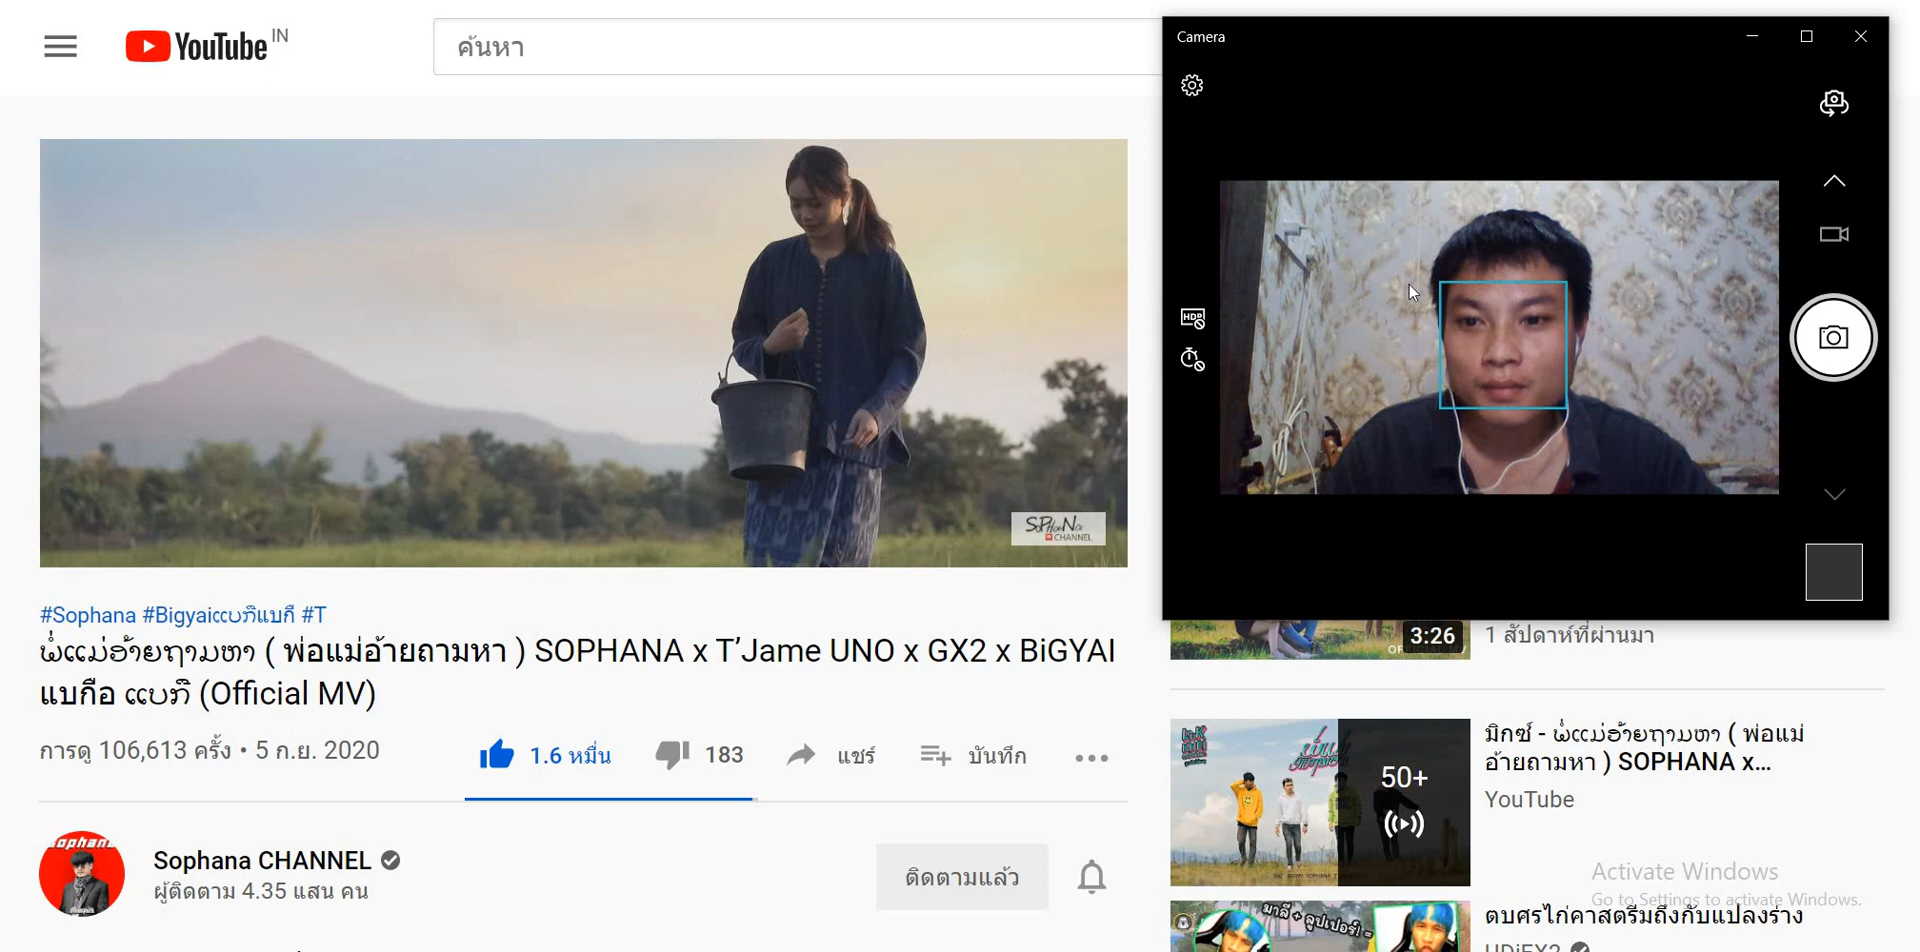 YouTube IN
ค้นหา
Camera
HDR
SOPHANA
CHANNEL
#Sophana #Bigyaiແບກືแบกื #T
ພໍ່ແມ່ອ້າຍຖາມຫາ ( พ่อแม่อ้ายถามหา ) SOPHANA x T’Jame UNO x GX2 x BiGYAI
แบกือ ແບກື (Official MV)
การดู 106,613 ครั้ง • 5 ก.ย. 2020
1.6 หมื่น
183
แชร์
บันทึก
Sophana CHANNEL
ผู้ติดตาม 4.35 แสน คน
ติดตามแล้ว
3:26
1 สัปดาห์ที่ผ่านมา
50+
มิกซ์ - ພໍ່ແມ່ອ້າຍຖາມຫາ ( พ่อแม่
อ้ายถามหา ) SOPHANA x...
YouTube
Activate Windows
Go to Settings to activate Windows.
ตบศรไก่คาสตรีมถึงกับแปลงร่าง